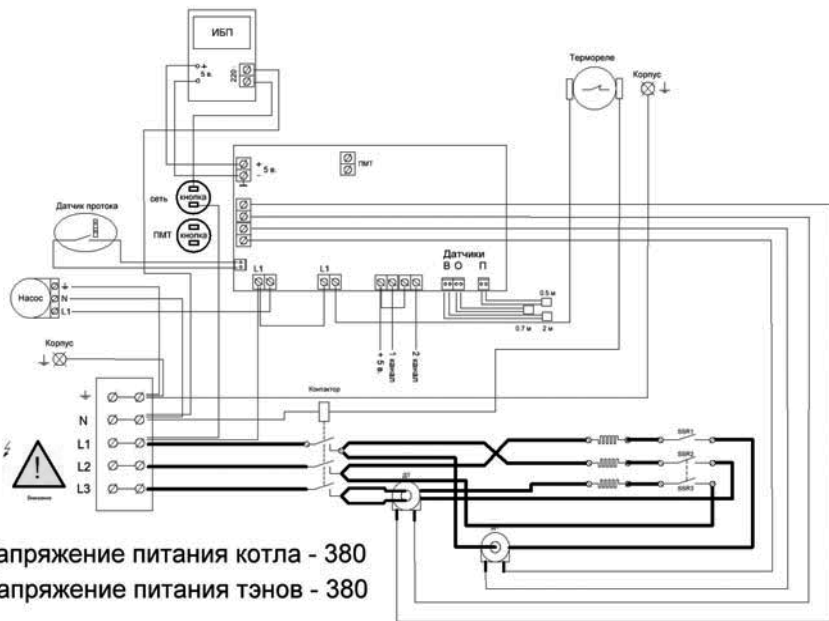 ИБП
5 в.
220
Термореле
Корпус
ПМТ
+ 5 в.
-
сеть
кнопка
Датчик протока
ПМТ
кнопка
Датчики
В О П
L1
L1
0.5 м
0.7 м
2 м
Насос
N
L1
+ 5 в.
1 канал
2 канал
Корпус
Контактор
N
L1
L2
L3
SSR1
SSR2
SSR3
ДТ
Внимание
апряжение питания котла - 380
апряжение питания тэнов - 380